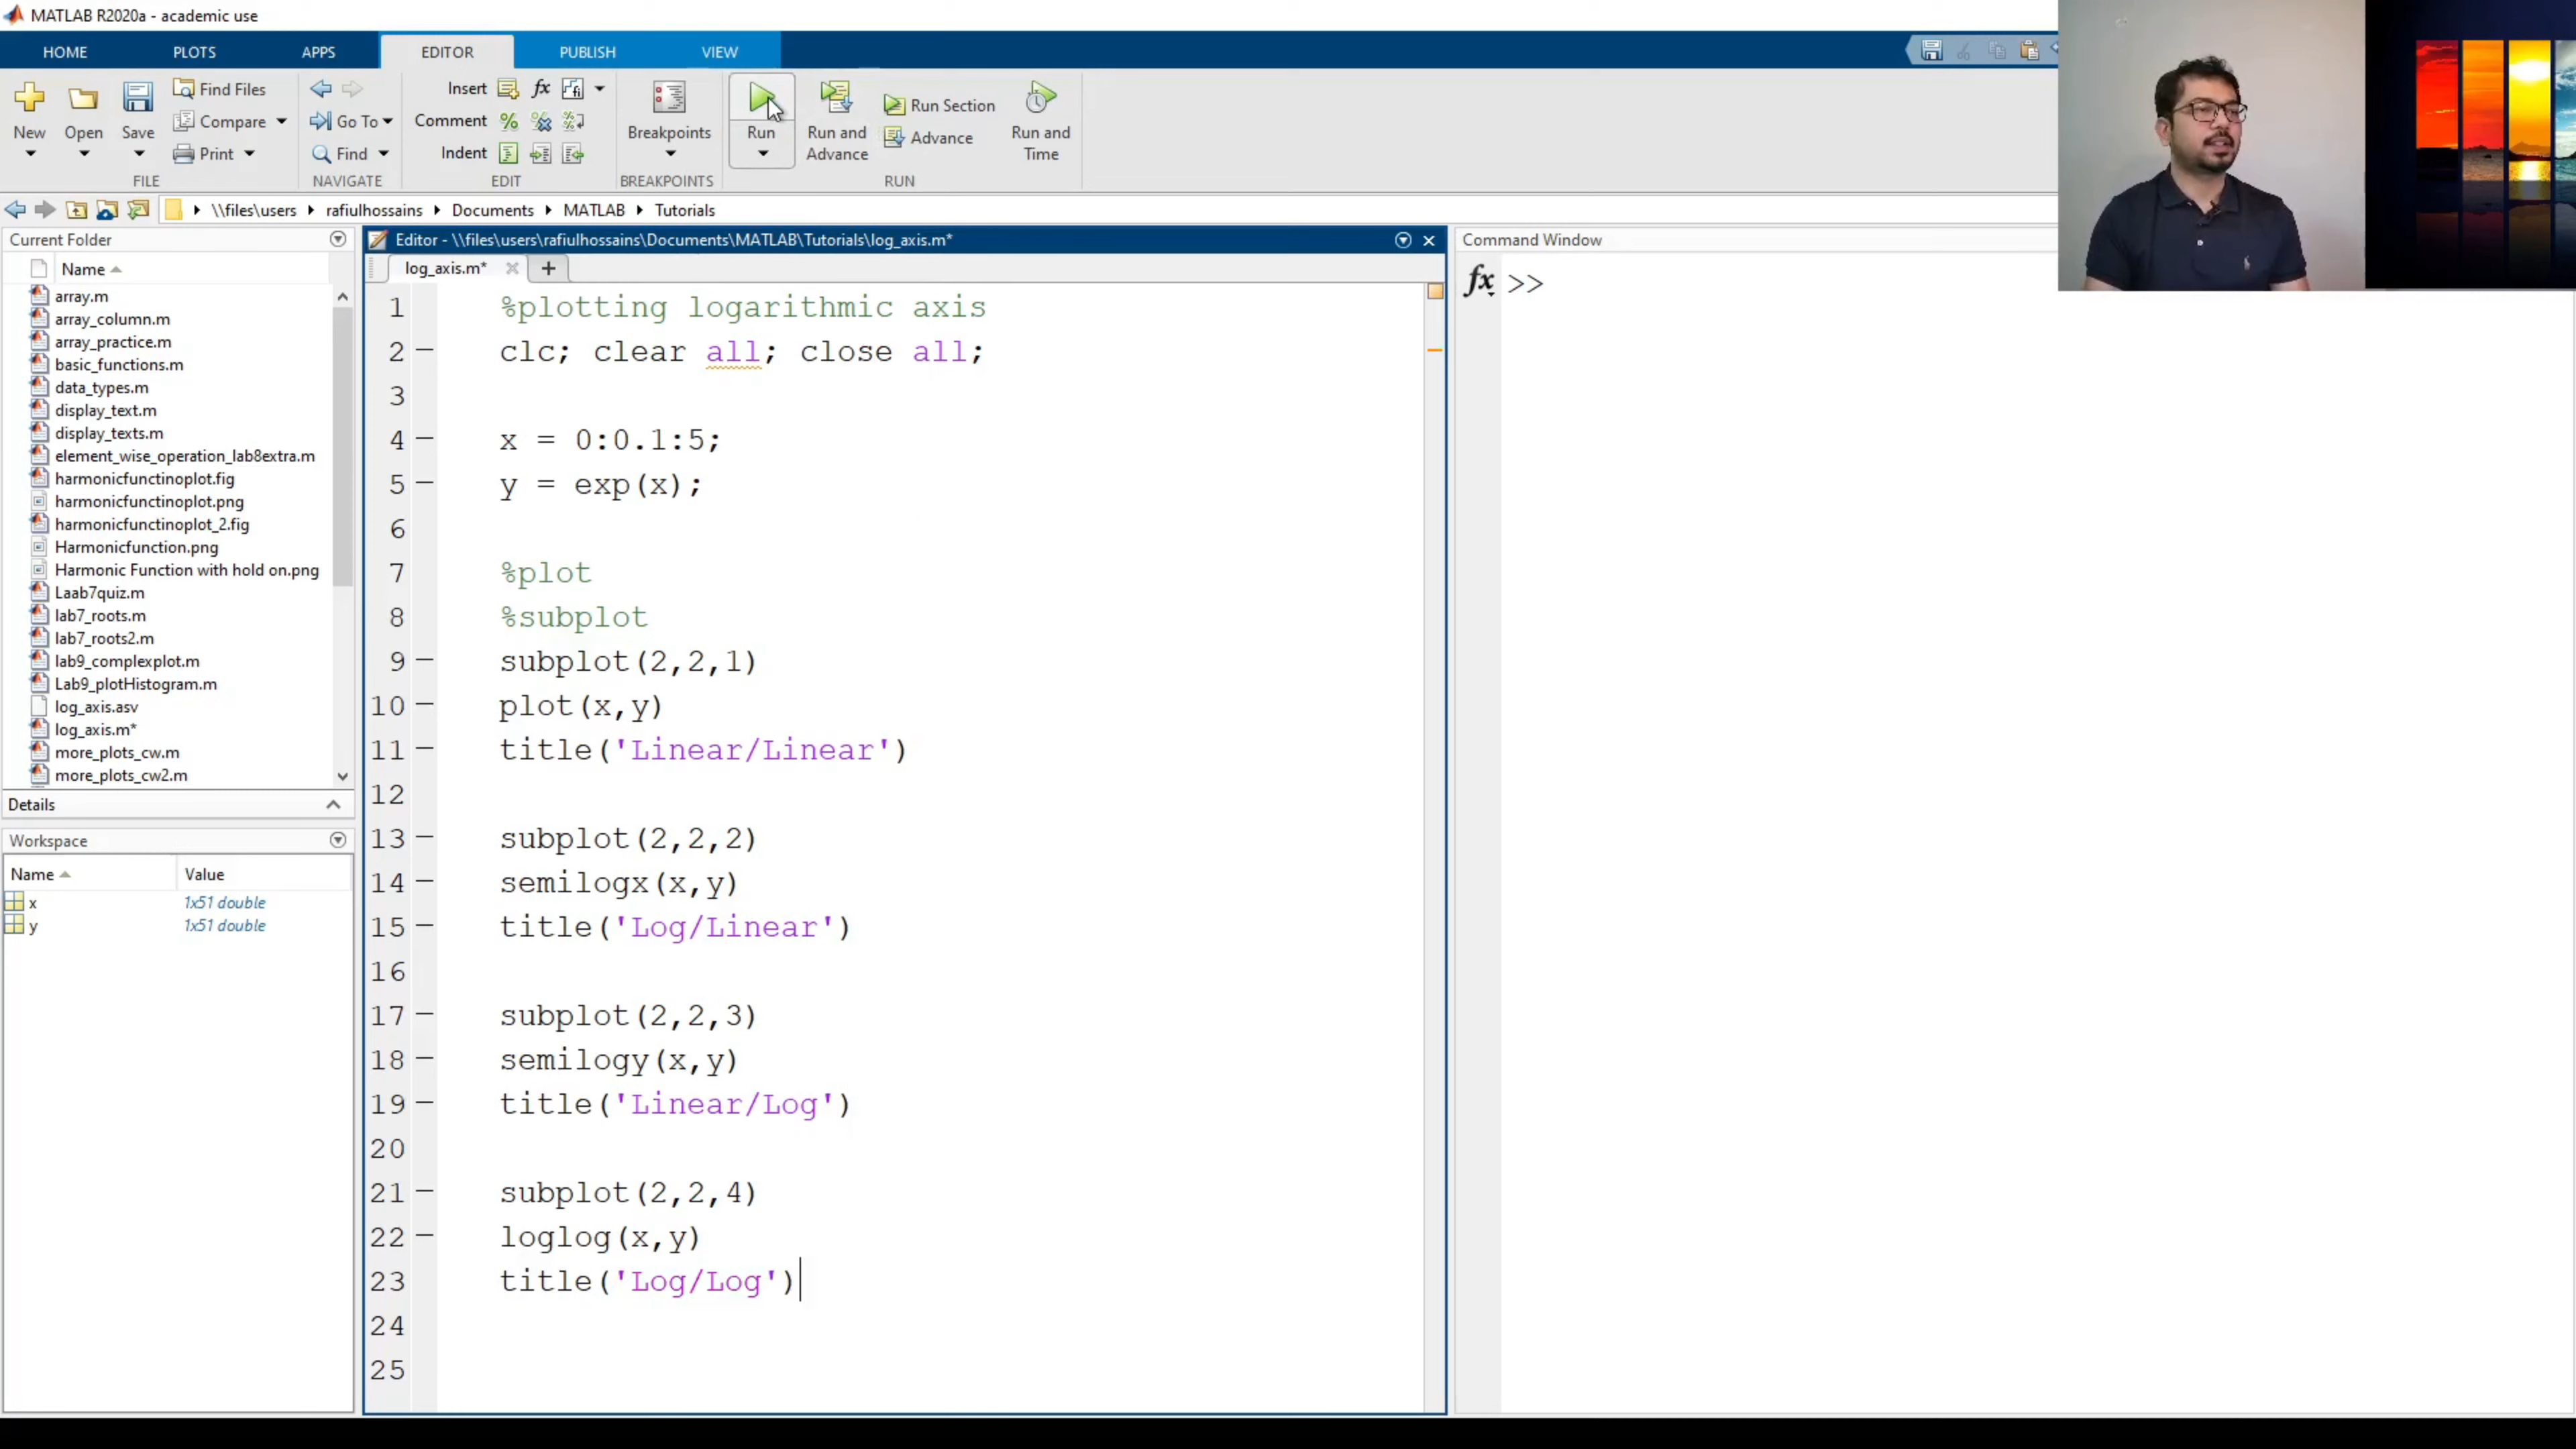 MATLAB R2020a - academic use
HOME PLOTS APPS EDITOR PUBLISH VIEW
New Open Save Find Files Compare Print
FILE
Go To Find
NAVIGATE
Insert fx
Comment % %
Indent
EDIT
Breakpoints
BREAKPOINTS
Run Run and Advance Run Section Advance Run and Time
RUN
\\files\users rafiulhossains Documents MATLAB Tutorials
Current Folder
Name
array.m
array_column.m
array_practice.m
basic_functions.m
data_types.m
display_text.m
display_texts.m
element_wise_operation_lab8extra.m
harmonicfunctinoplot.fig
harmonicfunctinoplot.png
harmonicfunctinoplot_2.fig
Harmonicfunction.png
Harmonic Function with hold on.png
Laab7quiz.m
lab7_roots.m
lab7_roots2.m
lab9_complexplot.m
Lab9_plotHistogram.m
log_axis.asv
log_axis.m*
more_plots_cw.m
more_plots_cw2.m
Details
Workspace
Name Value
x 1x51 double
y 1x51 double
Editor - \\files\users\rafiulhossains\Documents\MATLAB\Tutorials\log_axis.m*
log_axis.m* +
1 %plotting logarithmic axis
2 clc; clear all; close all;
3
4 x = 0:0.1:5;
5 y = exp(x);
6
7 %plot
8 %subplot
9 subplot(2,2,1)
10 plot(x,y)
11 title('Linear/Linear')
12
13 subplot(2,2,2)
14 semilogx(x,y)
15 title('Log/Linear')
16
17 subplot(2,2,3)
18 semilogy(x,y)
19 title('Linear/Log')
20
21 subplot(2,2,4)
22 loglog(x,y)
23 title('Log/Log')
24
25
Command Window
fx >>